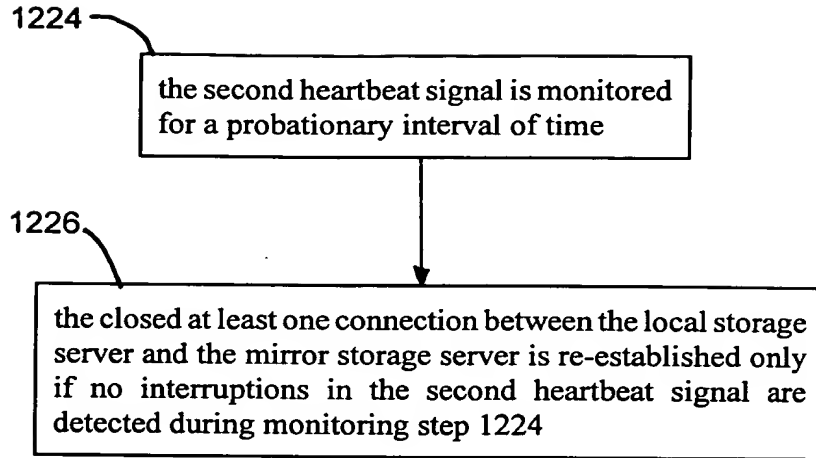 1224
the second heartbeat signal is monitored
for a probationary interval of time
1226
the closed at least one connection between the local storage
server and the mirror storage server is re-established only
if no interruptions in the second heartbeat signal are
detected during monitoring step 1224